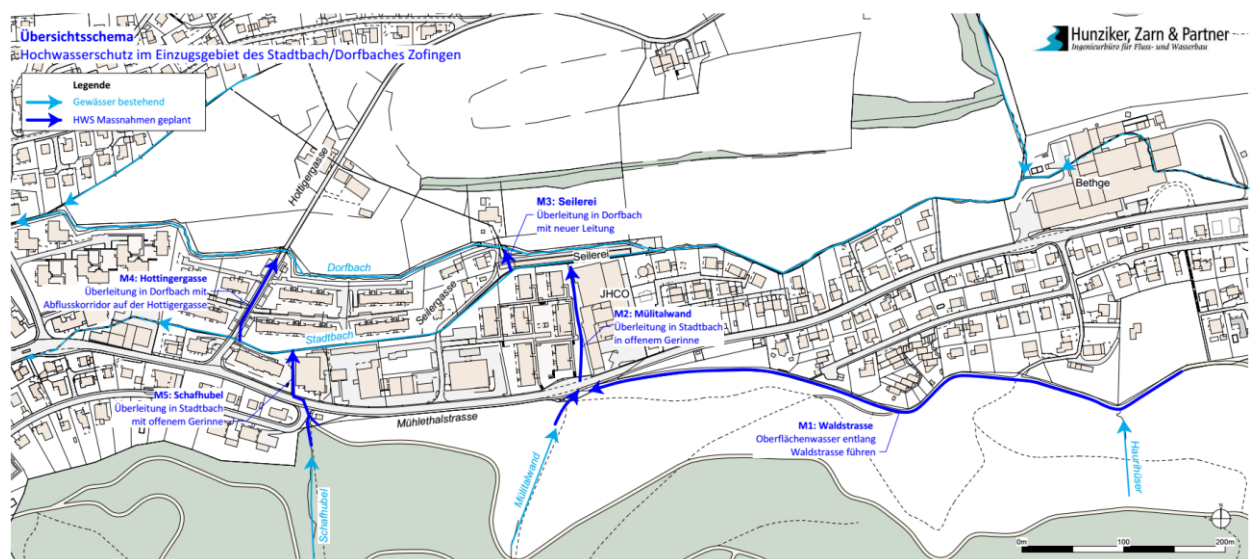 Übersichtsschema
Hochwasserschutz im Einzugsgebiet des Stadtbach/Dorfbaches Zofingen
Hunziker, Zarn & Partner
Ingenieurbüro für Fluss- und Wasserbau
Legende
Gewässer bestehend
HWS Massnahmen geplant
Hottigergasse
Bethge
M3: Seilerei
Überleitung in Dorfbach
mit neuer Leitung
Seilerei
Dorfbach
M4: Hottingergasse
Überleitung in Dorfbach mit
Abflusskorridor auf der Hottigergasse
Seilergasse
JHCO
M2: Mülitalwand
Überleitung in Stadtbach
in offenem Gerinne
Stadtbach
M5: Schafhubel
Überleitung in Stadtbach
mit offenem Gerinne
Mühlethalstrasse
M1: Waldstrasse
Oberflächenwasser entlang
Waldstrasse führen
Schafhubel
Mülitalwand
Haurihüser
0m
100
200m